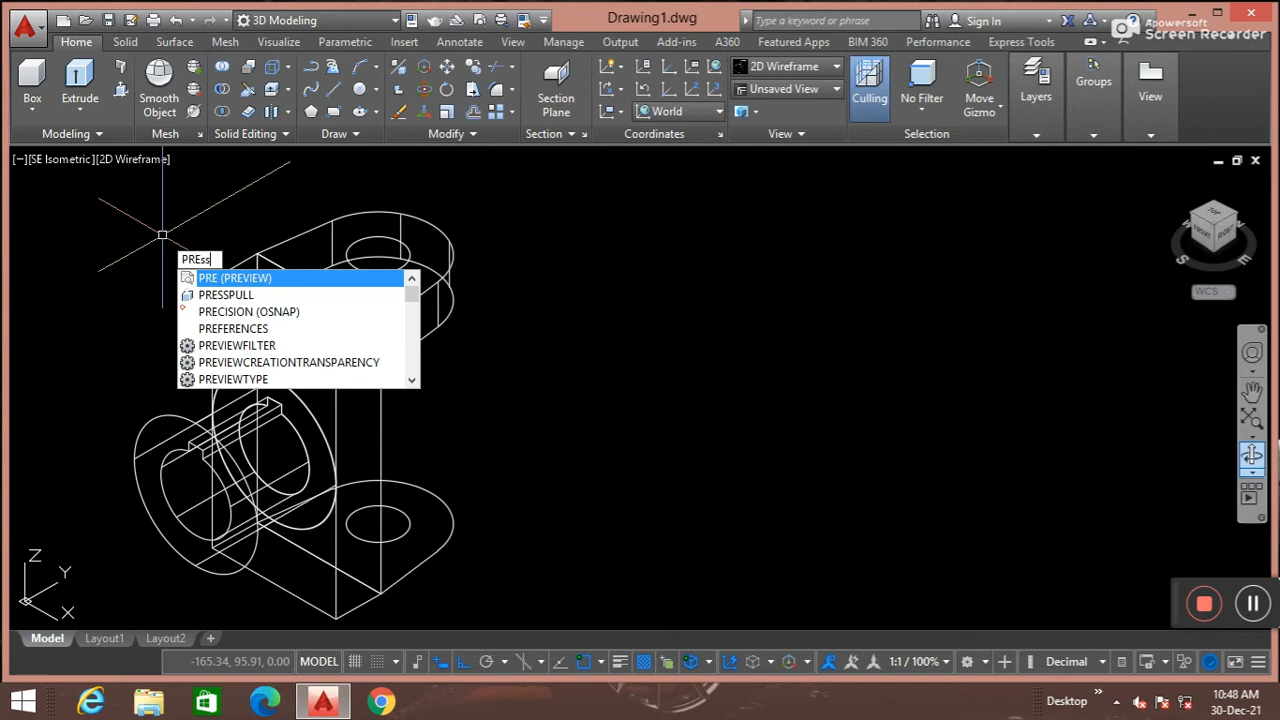 3D Modeling
Drawing1.dwg
Type a keyword or phrase
Sign In
Apowersoft
Screen Recorder
Home
Solid
Surface
Mesh
Visualize
Parametric
Insert
Annotate
View
Manage
Output
Add-ins
A360
Featured Apps
BIM 360
Performance
Express Tools
Box
Extrude
Smooth
Object
Section
Plane
World
2D Wireframe
Unsaved View
Culling
No Filter
Move
Gizmo
Layers
Groups
View
Modeling
Mesh
Solid Editing
Draw
Modify
Section
Coordinates
View
Selection
[−][SE Isometric][2D Wireframe]
TOP
FRONT
S
E
WCS
PREss
PRE (PREVIEW)
PRESSPULL
PRECISION (OSNAP)
PREFERENCES
PREVIEWFILTER
PREVIEWCREATIONTRANSPARENCY
PREVIEWTYPE
Z
Y
X
Model
Layout1
Layout2
-165.34, 95.91, 0.00
MODEL
1:1 / 100%
Decimal
Desktop
10:48 AM
30-Dec-21